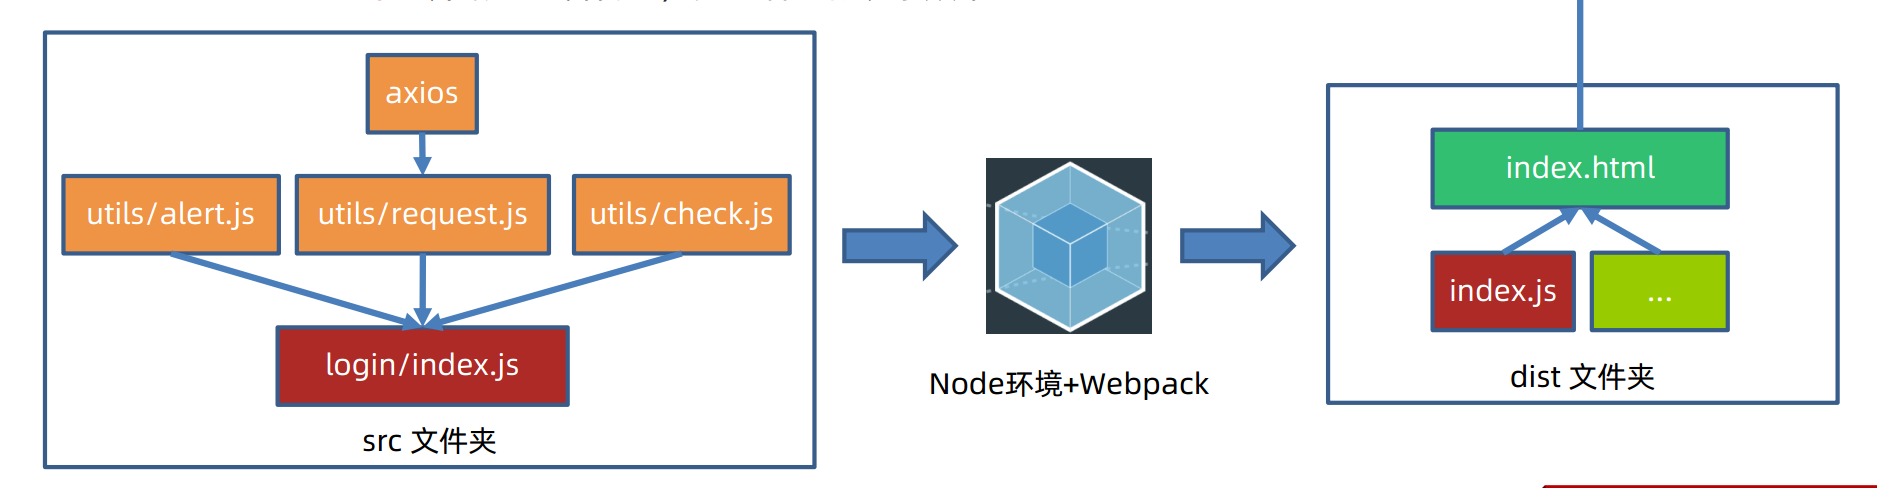 axios
utils/alert.js
utils/request.js
utils/check.js
login/index.js
src 文件夹
Node环境+Webpack
index.html
index.js
...
dist 文件夹